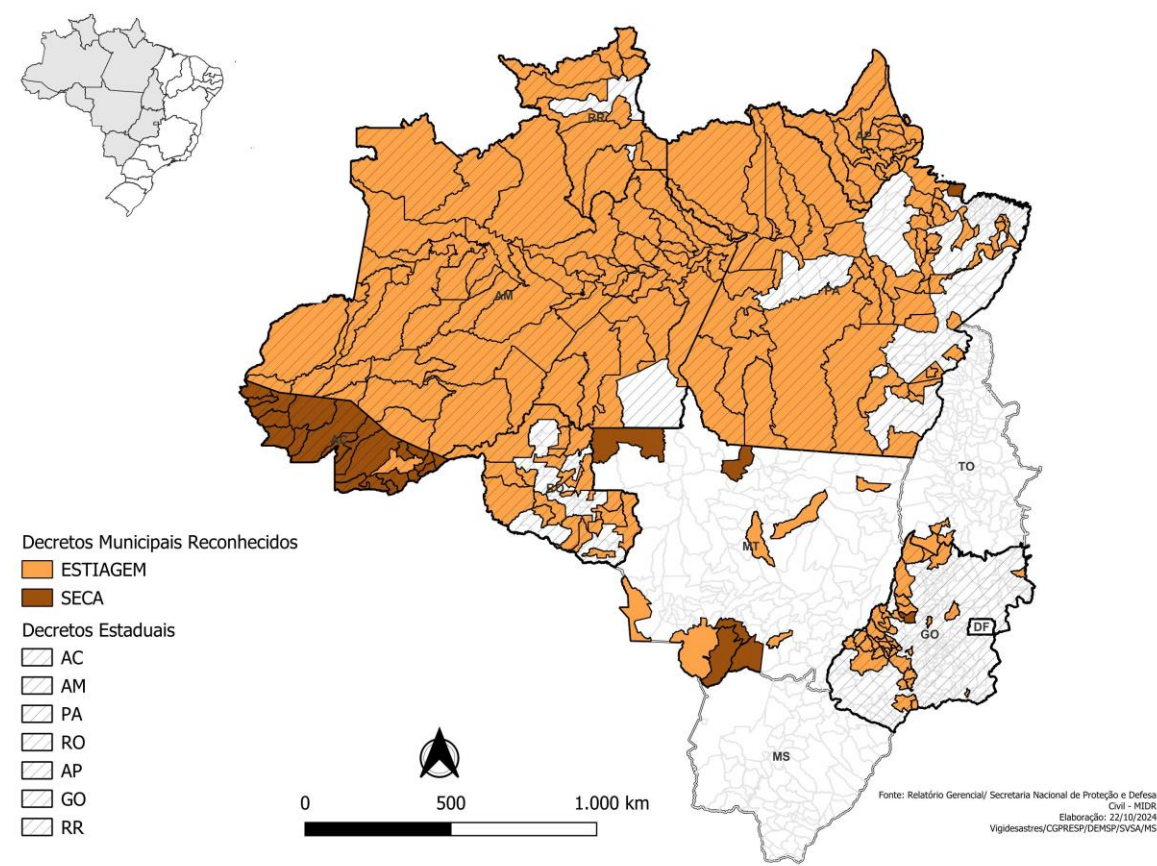 RR
AP
AM
PA
AC
RO
TO
MT
GO
DF
MS
Decretos Municipais Reconhecidos
ESTIAGEM
SECA
Decretos Estaduais
AC
AM
PA
RO
AP
GO
RR
0 500 1.000 km
Fonte: Relatório Gerencial/ Secretaria Nacional de Proteção e Defesa
Civil - MIDR
Elaboração: 22/10/2024
Vigidesastres/CGPRESP/DEMSP/SVSA/MS